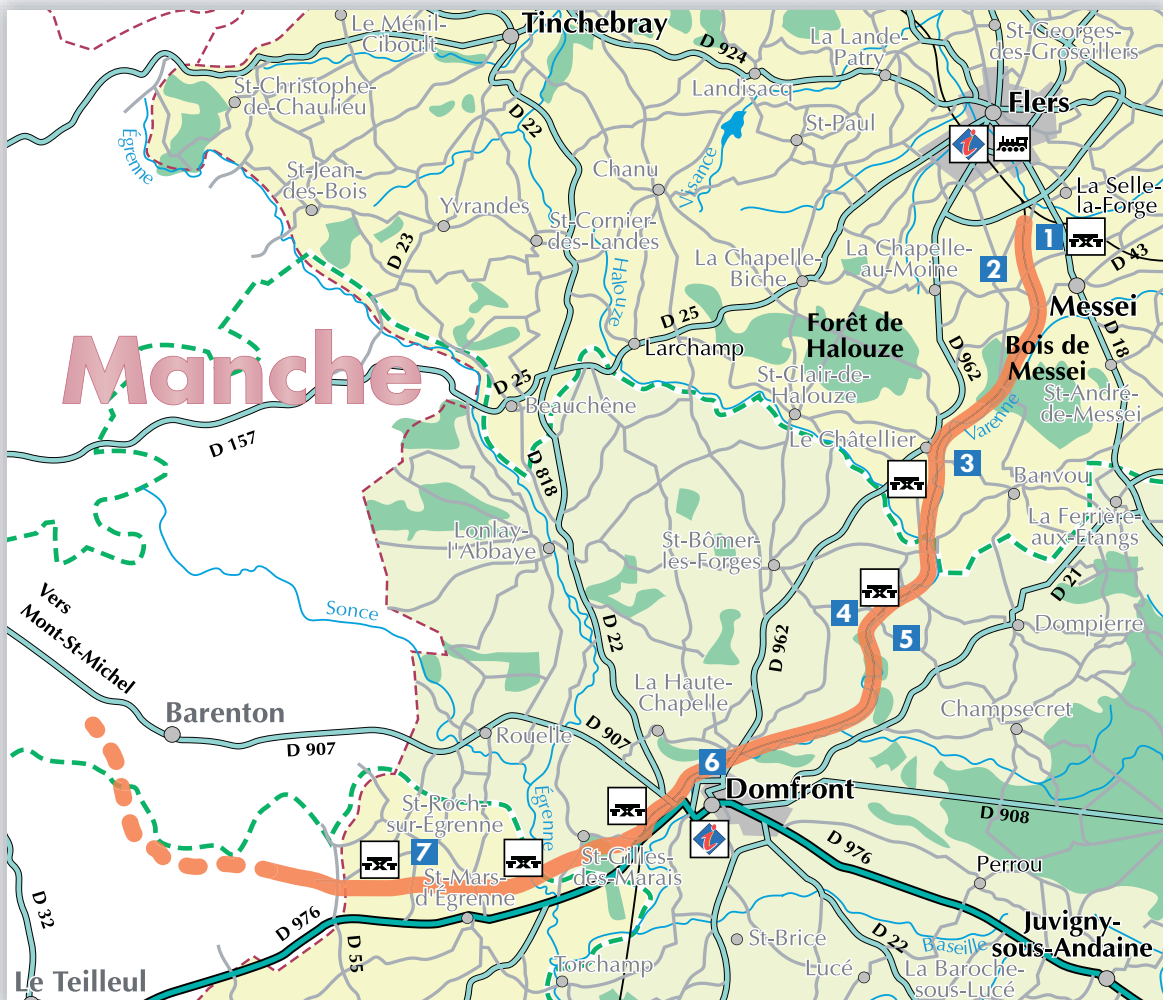 Le Ménil-
Ciboult
Tinchebray
D 924
La Lande-
Patry
St-Georges-
des-Groseillers
St-Christophe-
de-Chaulieu
Landisacq
Flers
D 22
St-Paul
Égrenne
St-Jean-
des-Bois
Chanu
Visance
La Selle-
la-Forge
Yvrandes
St-Cornier-
des-Landes
D 23
1
D 43
La Chapelle-
Biche
La Chapelle-
au-Moine
2
Halouze
Messei
D 25
Forêt de
Halouze
D 18
Manche
Larchamp
D 962
Bois de
Messei
St-Clair-de-
Halouze
St-André-
de-Messei
D 25
Beauchêne
Varenne
D 157
Le Châtellier
3
D 818
Banvou
Lonlay-
l'Abbaye
St-Bômer-
les-Forges
La Ferrière-
aux-Etangs
D 21
Vers
Mont-St-Michel
Sonce
4
5
Dompierre
D 22
D 962
La Haute-
Chapelle
Champsecret
Barenton
D 907
Rouellé
D 907
6
Domfront
Égrenne
St-Roch-
sur-Egrenne
D 908
7
St-Gilles-
des-Marais
D 976
Perrou
St-Mars-
d'Égrenne
D 32
D 976
D 55
Juvigny-
sous-Andaine
St-Brice
D 22
Baseille
Le Teilleul
Torchamp
Lucé
La Baroche-
sous-Lucé